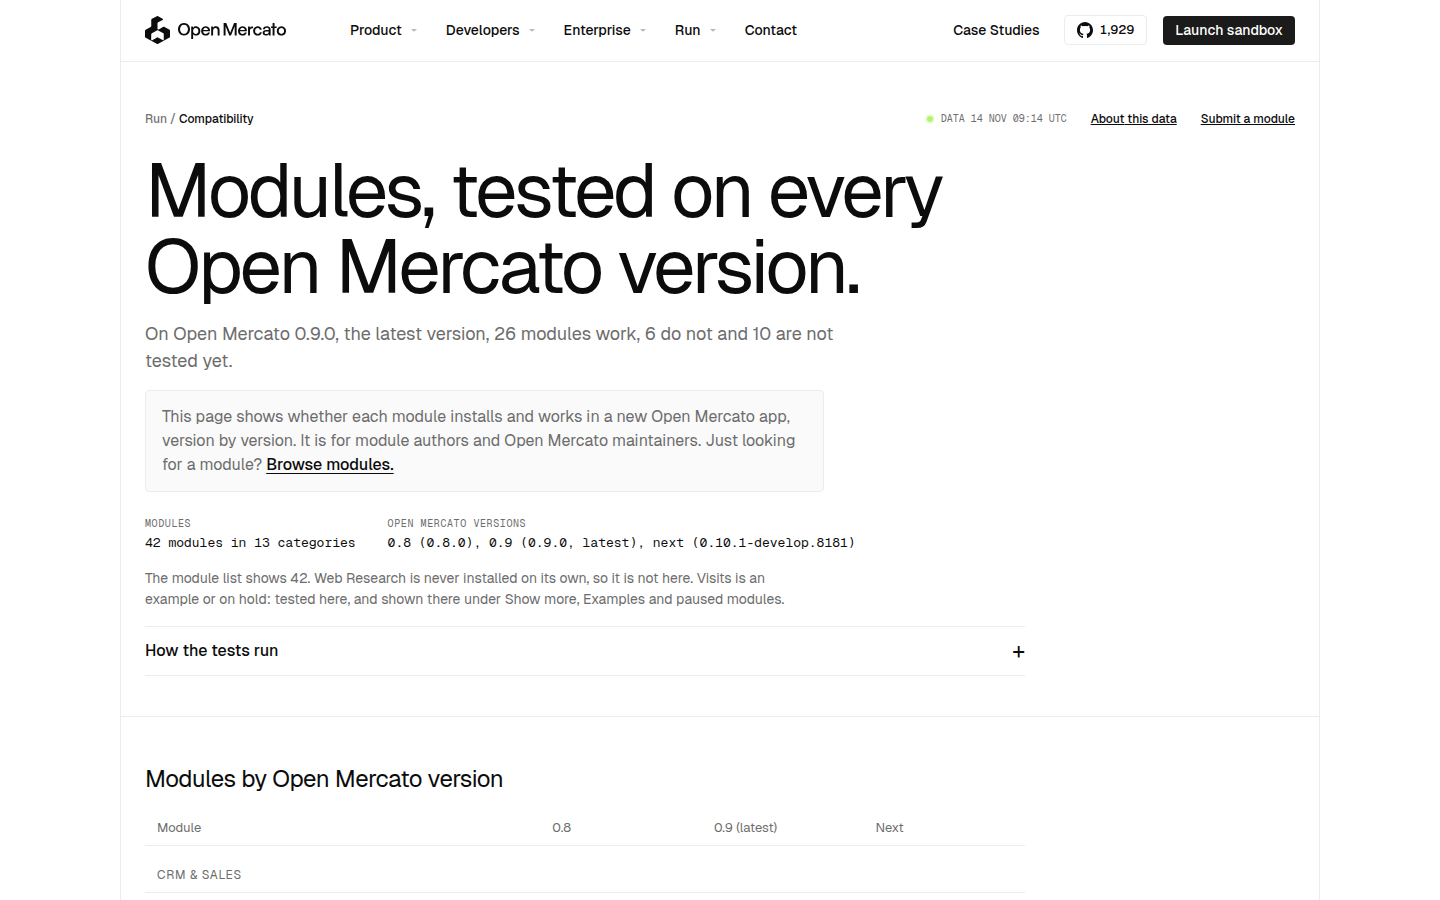 Open Mercato
Product
Developers
Enterprise
Run
Contact
Case Studies
1,929
Launch sandbox
Run / Compatibility
DATA 14 NOV 09:14 UTC
About this data
Submit a module
Modules, tested on every
Open Mercato version.
On Open Mercato 0.9.0, the latest version, 26 modules work, 6 do not and 10 are not
tested yet.
This page shows whether each module installs and works in a new Open Mercato app,
version by version. It is for module authors and Open Mercato maintainers. Just looking
for a module? Browse modules.
MODULES
42 modules in 13 categories
OPEN MERCATO VERSIONS
0.8 (0.8.0), 0.9 (0.9.0, latest), next (0.10.1-develop.8181)
The module list shows 42. Web Research is never installed on its own, so it is not here. Visits is an
example or on hold: tested here, and shown there under Show more, Examples and paused modules.
How the tests run +
Modules by Open Mercato version
Module 0.8 0.9 (latest) Next
CRM & SALES